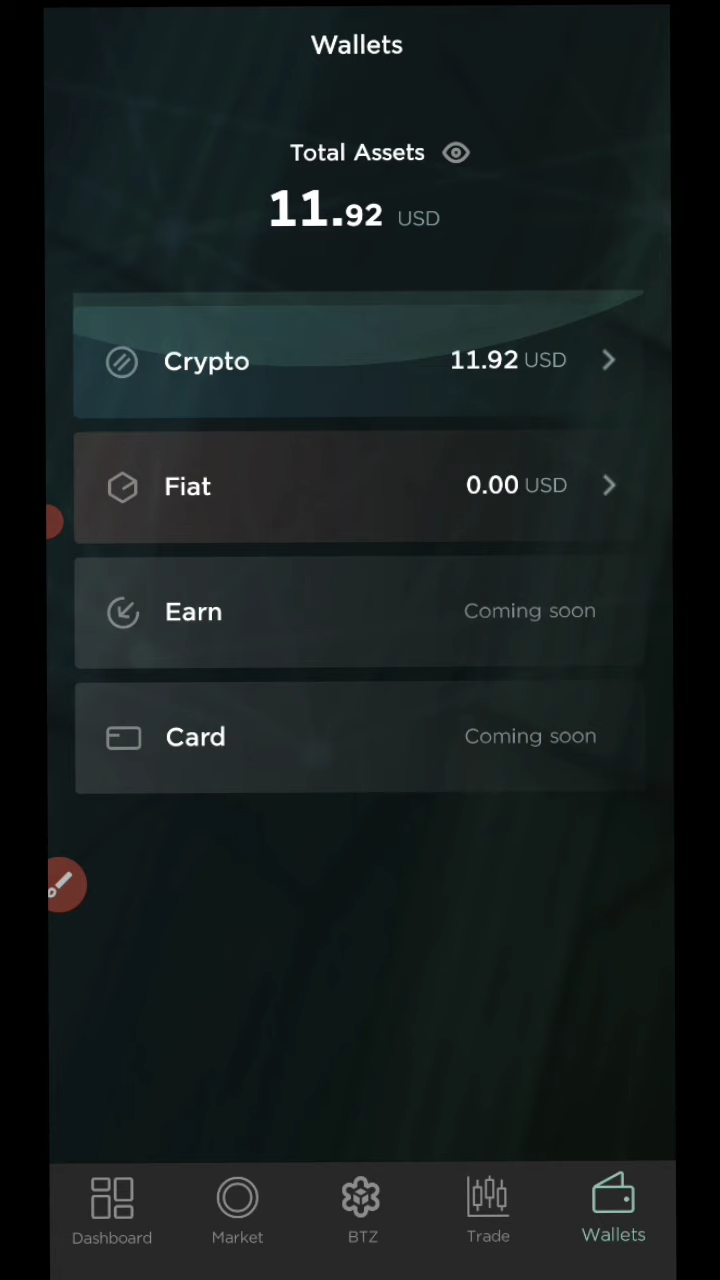 Wallets
Total Assets
11.92 USD
Crypto 11.92 USD
Fiat 0.00 USD
Earn Coming soon
Card Coming soon
Dashboard Market BTZ Trade Wallets